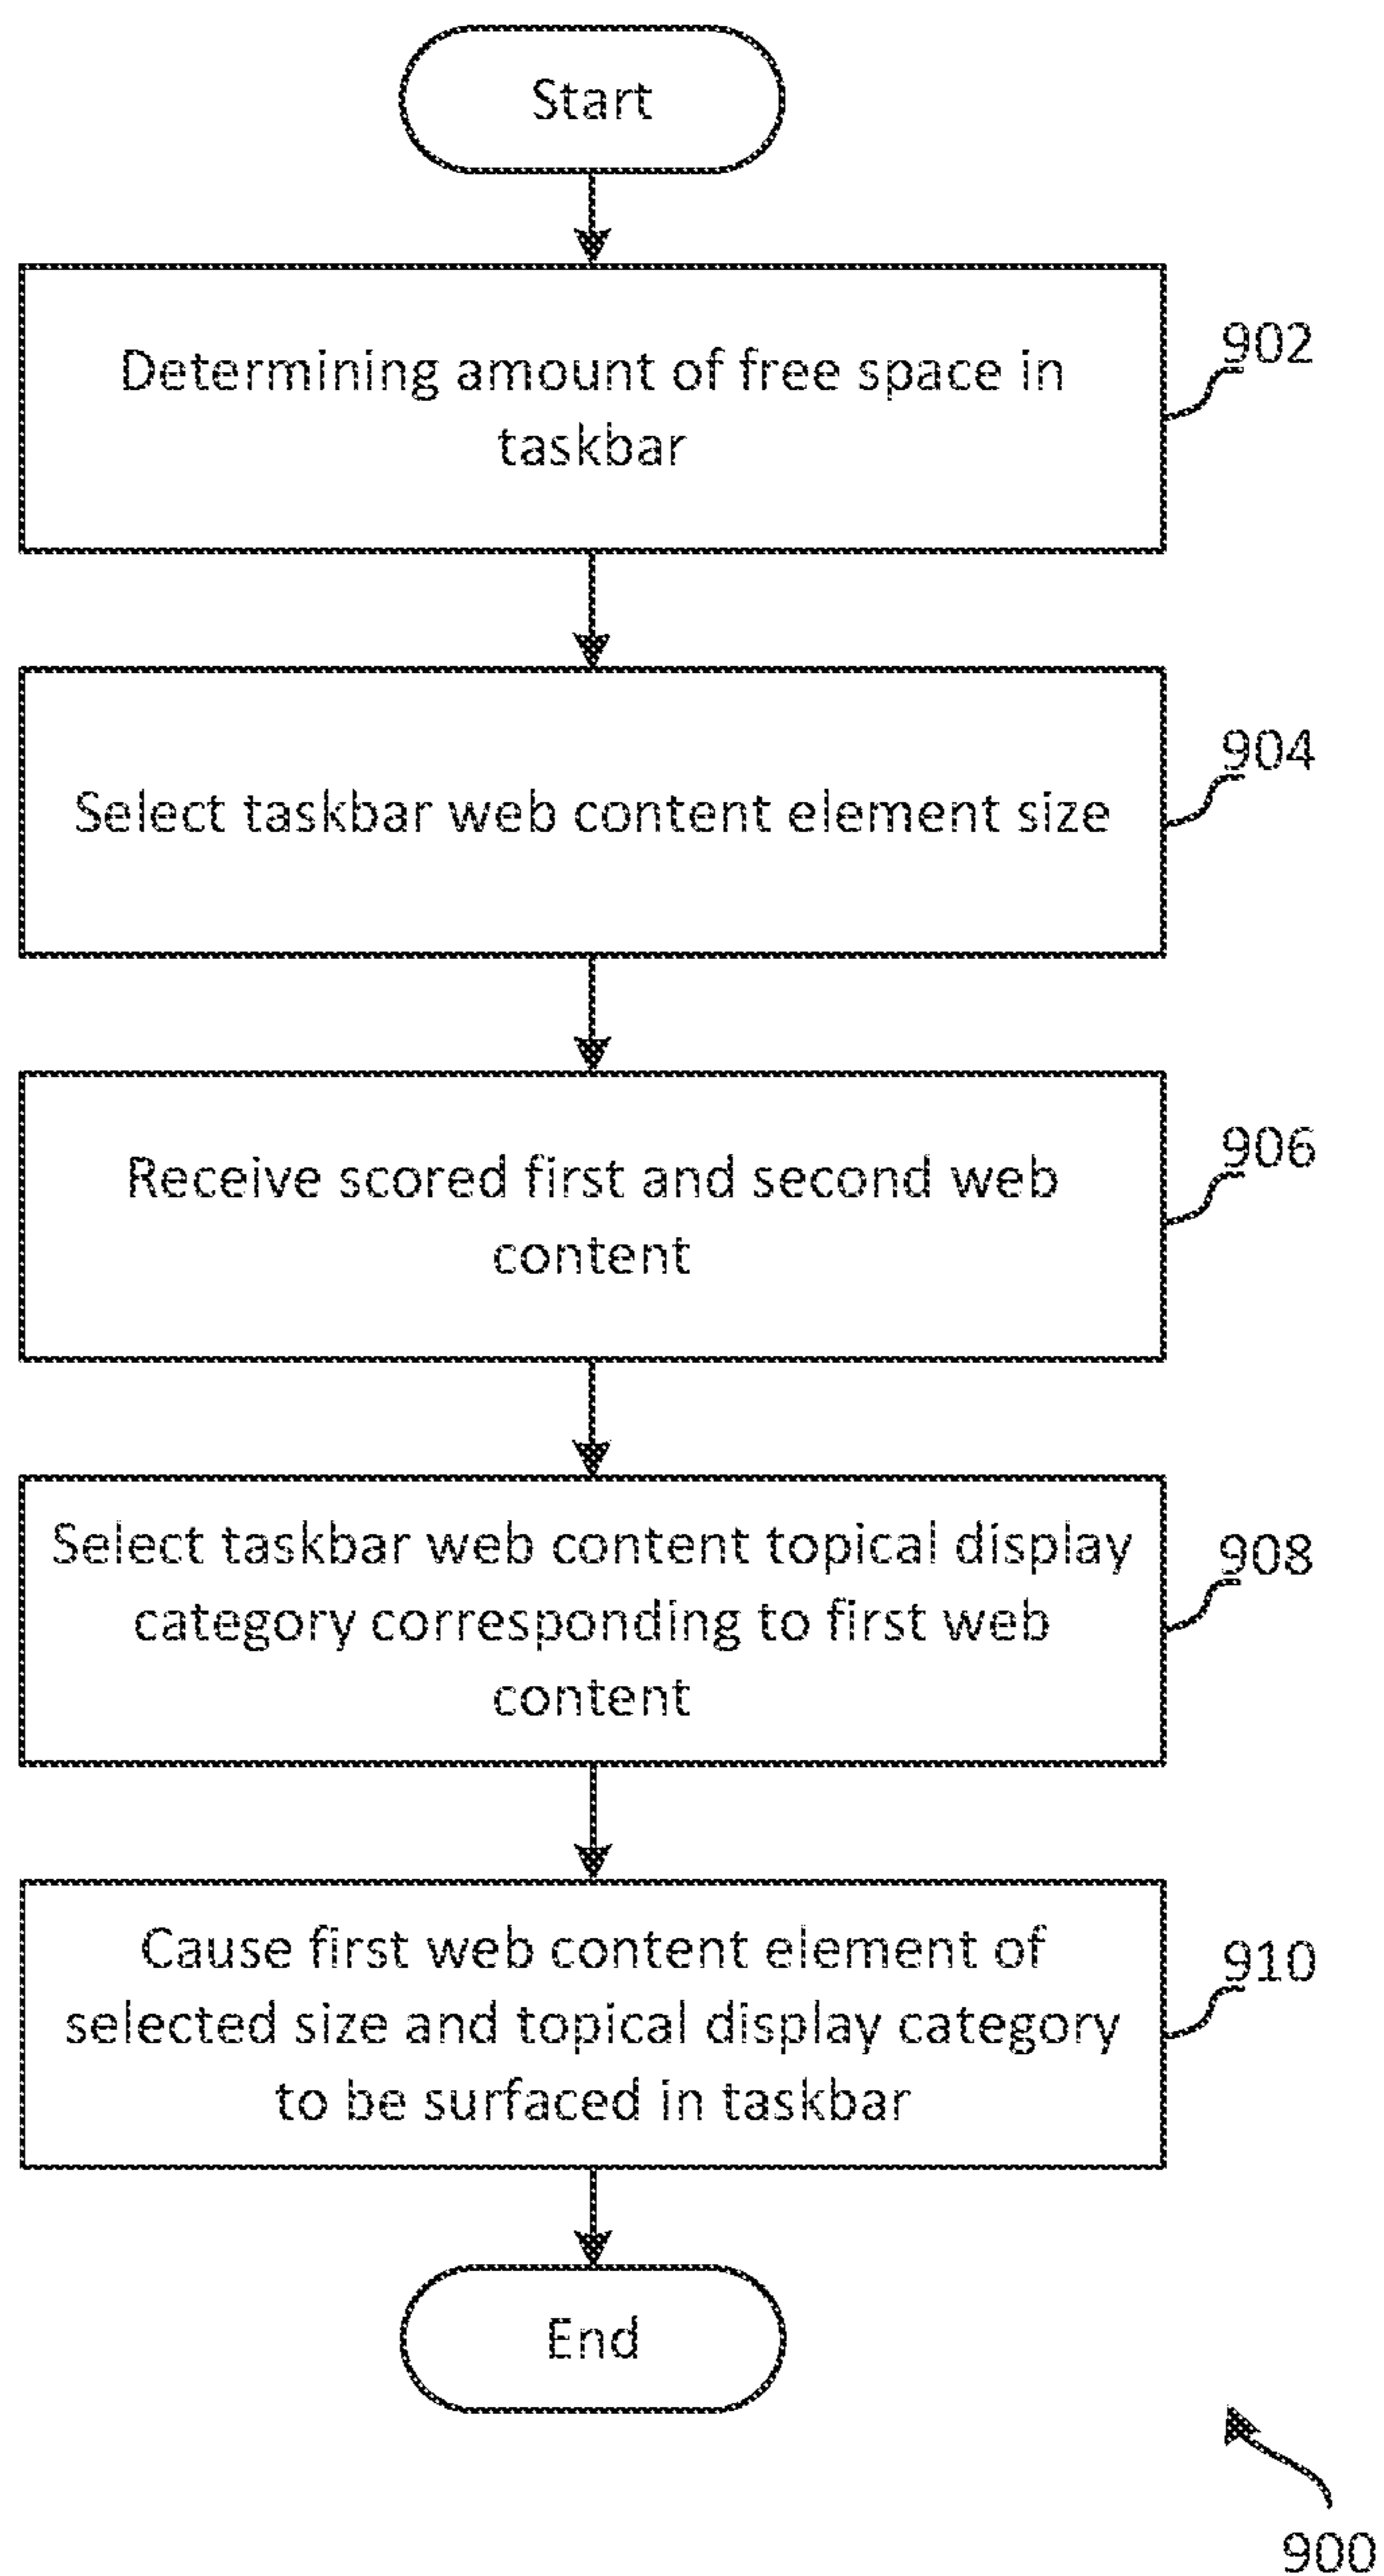 Start
Determining amount of free space in
taskbar
902
Select taskbar web content element size
904
Receive scored first and second web
content
906
Select taskbar web content topical display
category corresponding to first web
content
908
Cause first web content element of
selected size and topical display category
to be surfaced in taskbar
910
End
900